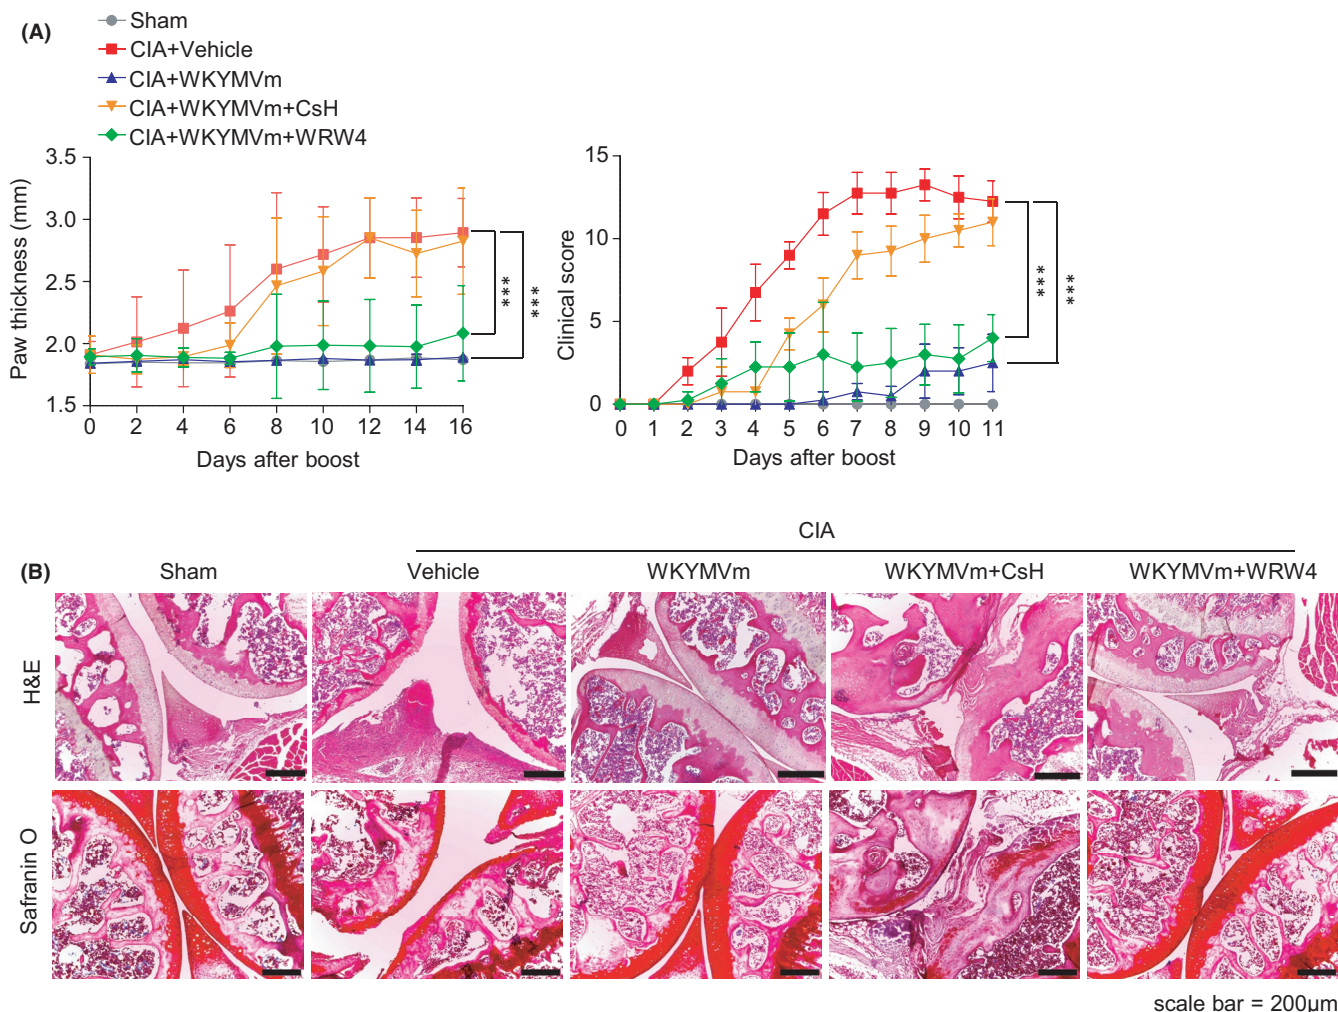 (A)
Sham
CIA+Vehicle
CIA+WKYMVm
CIA+WKYMVm+CsH
CIA+WKYMVm+WRW4
Paw thickness (mm)
3.5
3.0
2.5
2.0
1.5
0 2 4 6 8 10 12 14 16
Days after boost
***
***
Clinical score
15
10
5
0
0 1 2 3 4 5 6 7 8 9 10 11
Days after boost
***
***
CIA
(B)
Sham Vehicle WKYMVm WKYMVm+CsH WKYMVm+WRW4
H&E
Safranin O
scale bar = 200μm